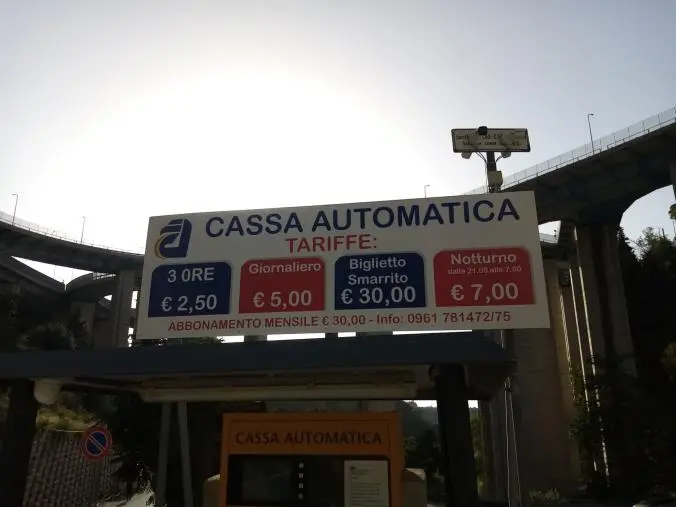 CASSA AUTOMATICA
TARIFFE:
3 ORE
€ 2,50
Giornaliero
€ 5,00
Biglietto
Smarrito
€ 30,00
Notturno
dalle 21.00 alle 7.00
€ 7,00
ABBONAMENTO MENSILE € 30,00 - Info: 0961 781472/75
CASSA AUTOMATICA